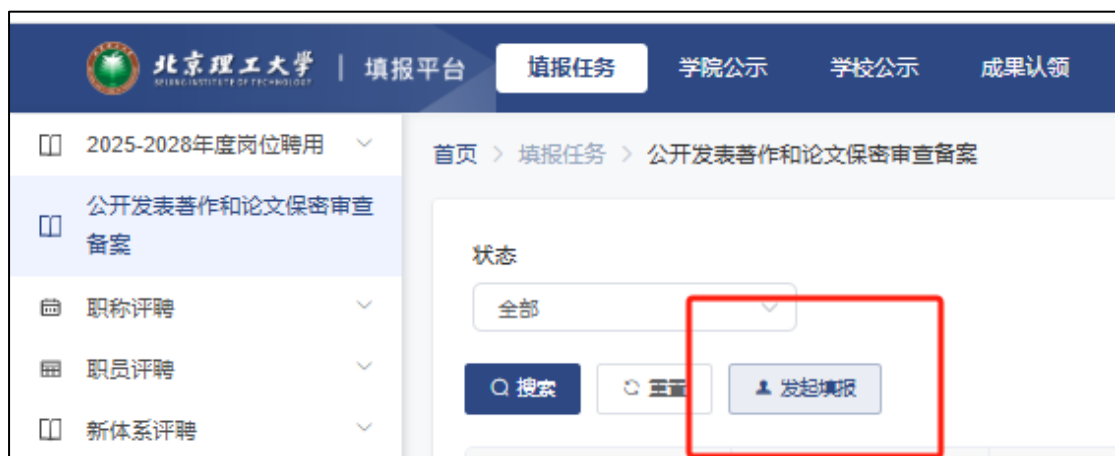 北京理工大学 | 填报平台
填报任务
学院公示
学校公示
成果认领
2025-2028年度岗位聘用
公开发表著作和论文保密审查
备案
职称评聘
职员评聘
新体系评聘
首页 > 填报任务 > 公开发表著作和论文保密审查备案
状态
全部
搜索
重置
发起填报